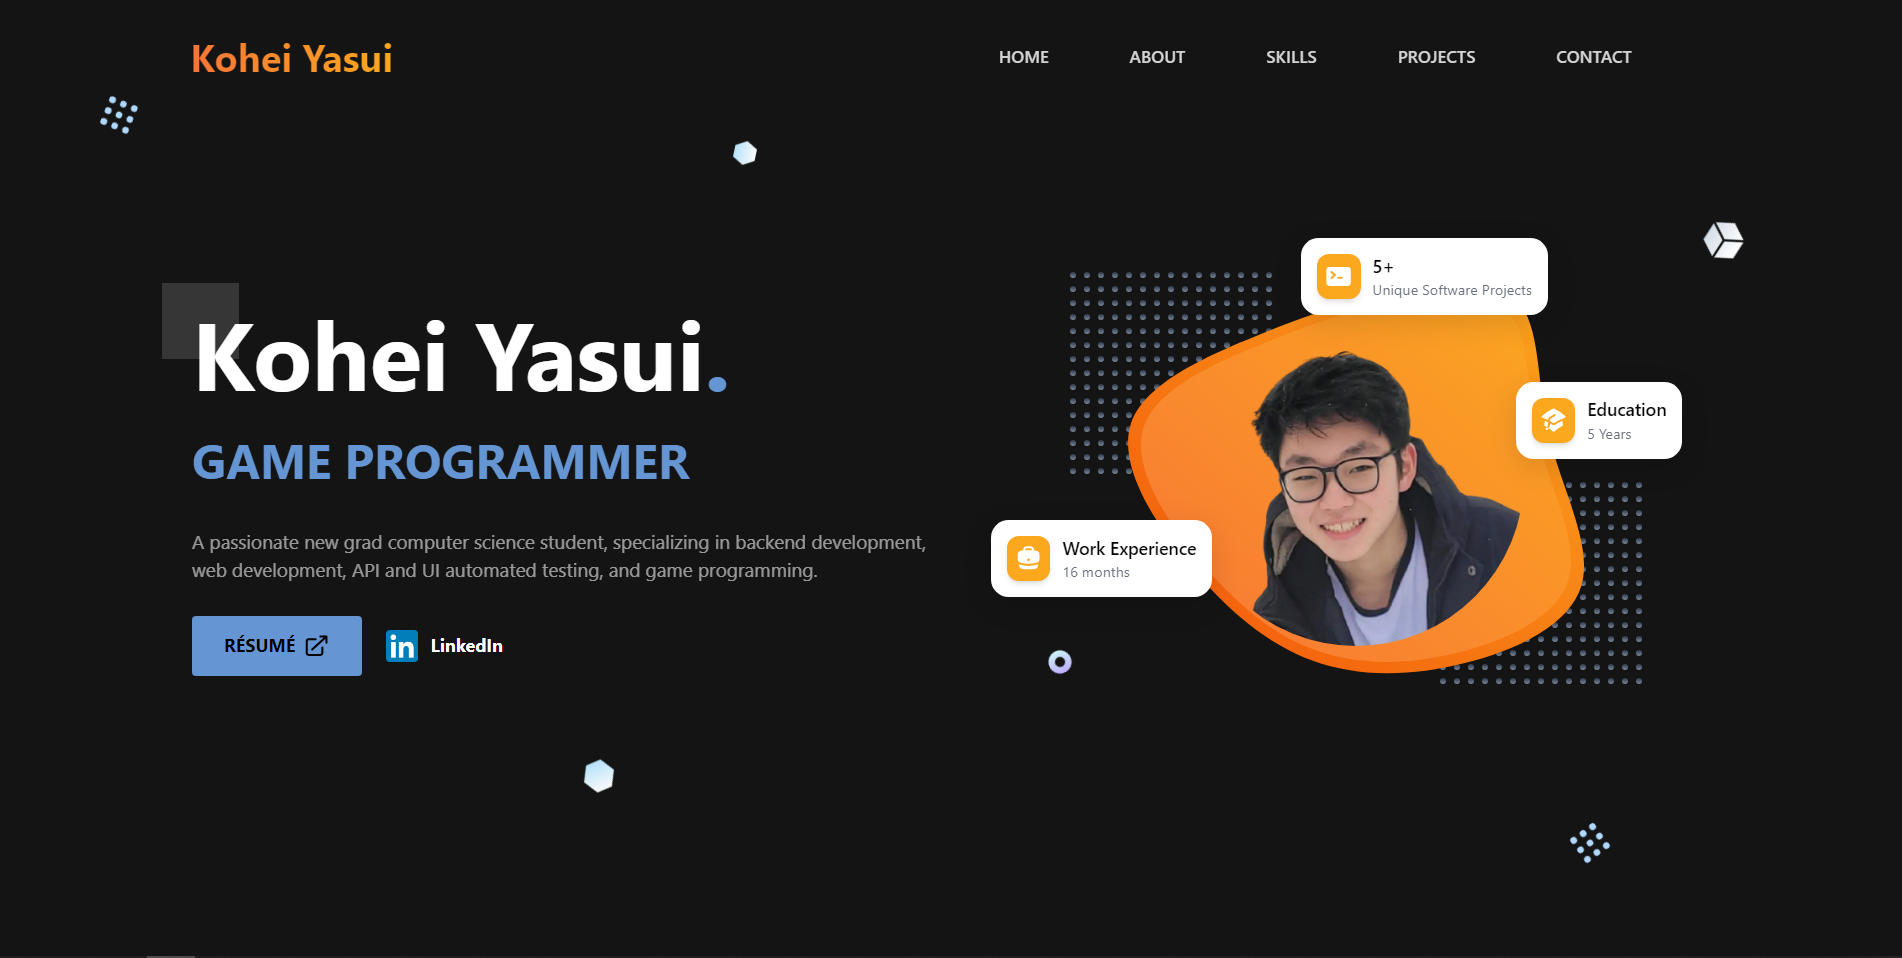 Kohei Yasui
HOME
ABOUT
SKILLS
PROJECTS
CONTACT
5+
Unique Software Projects
Kohei Yasui.
GAME PROGRAMMER
Education
5 Years
A passionate new grad computer science student, specializing in backend development,
web development, API and UI automated testing, and game programming.
Work Experience
16 months
RÉSUMÉ
in
LinkedIn